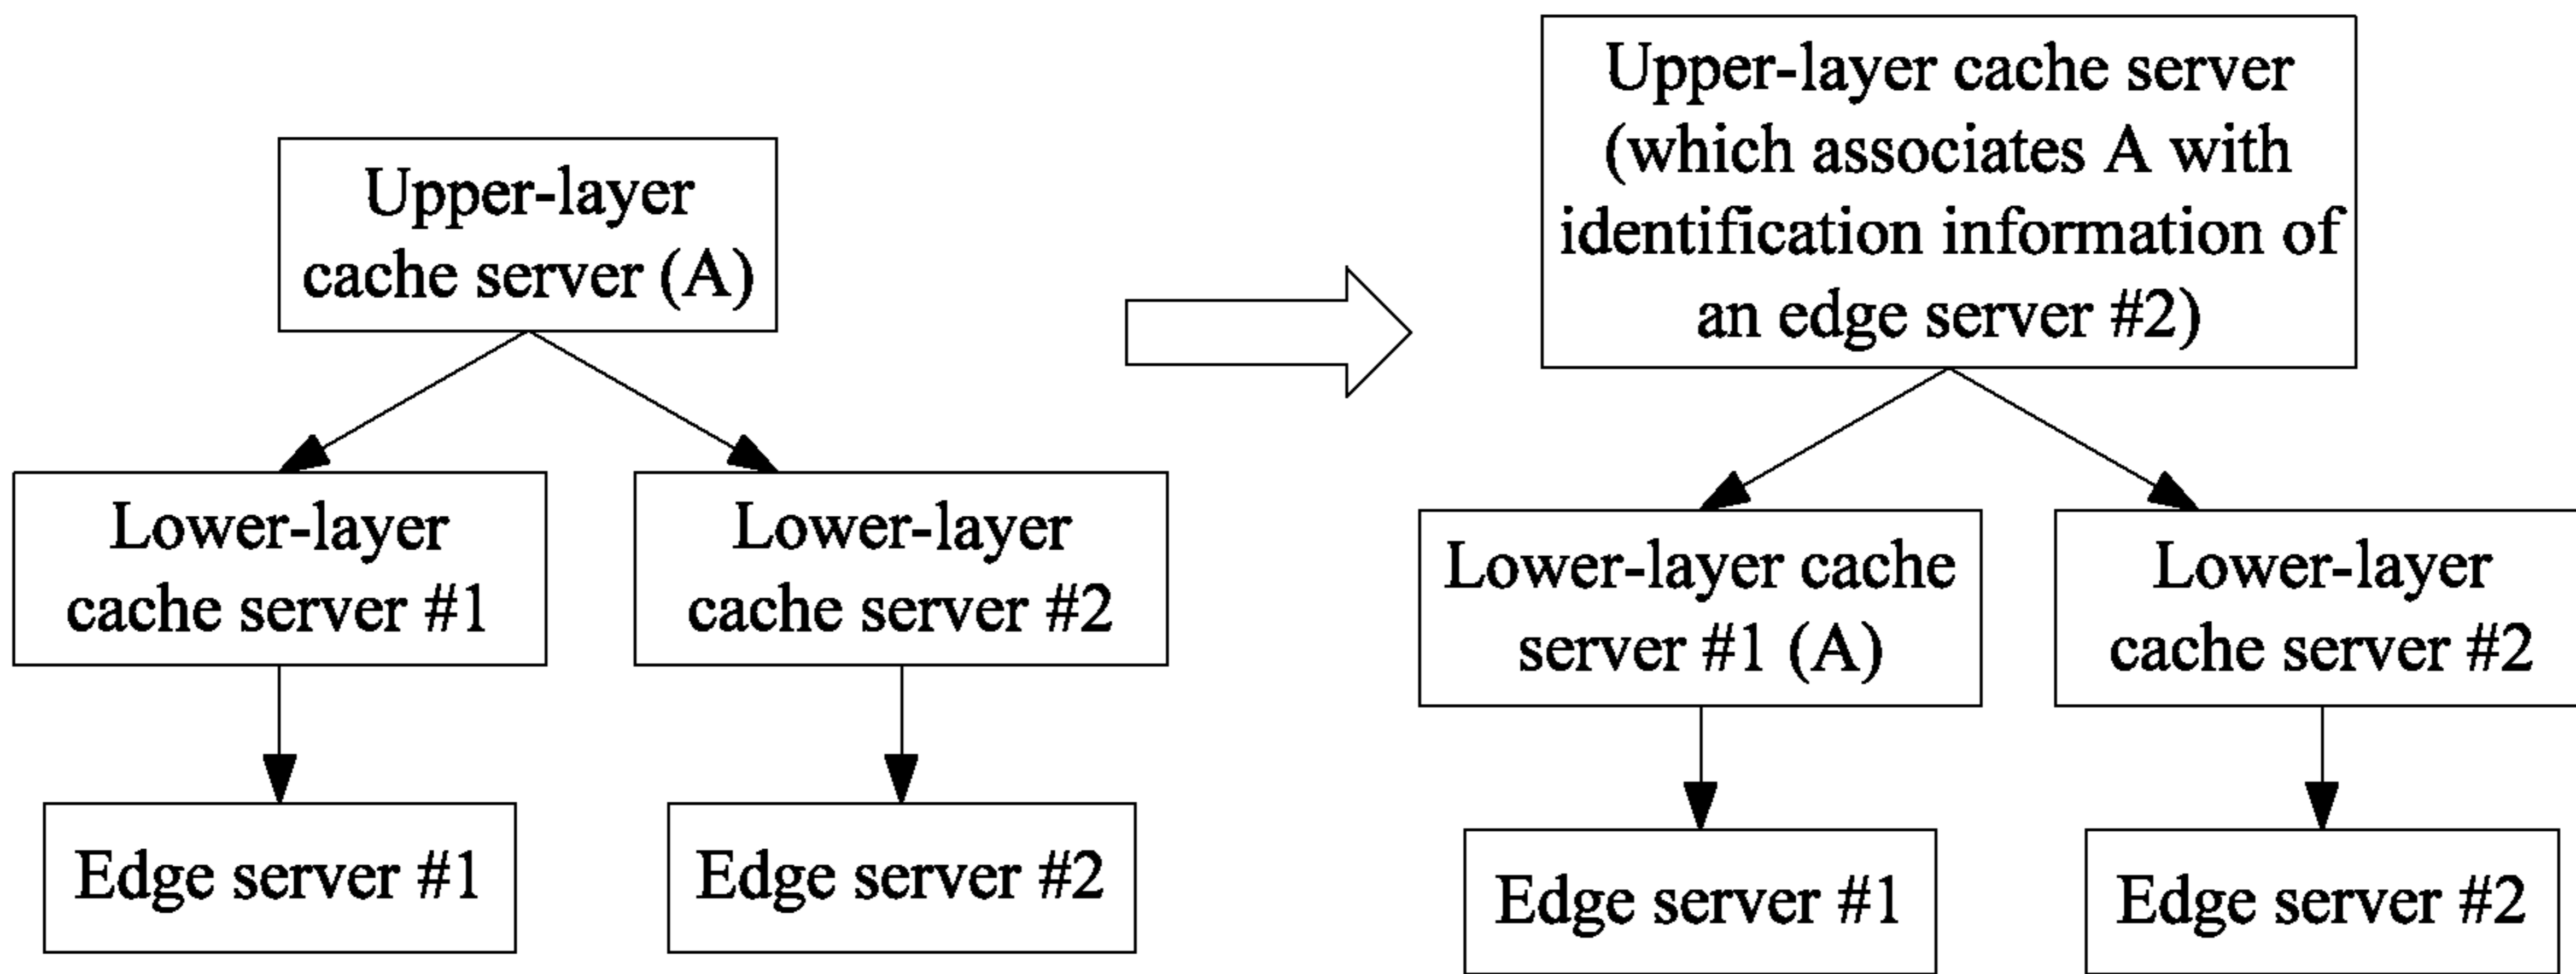 Upper-layer
cache server (A)
Lower-layer
cache server #1
Lower-layer
cache server #2
Edge server #1
Edge server #2
Upper-layer cache server
(which associates A with
identification information of
an edge server #2)
Lower-layer cache
server #1 (A)
Lower-layer
cache server #2
Edge server #1
Edge server #2